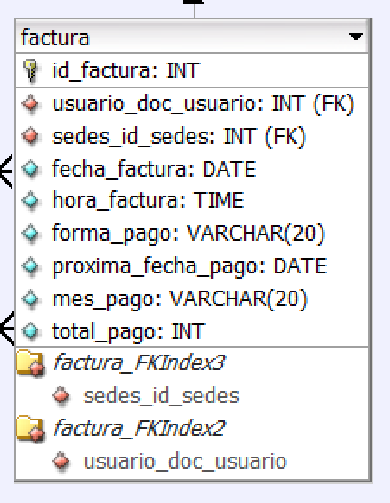 factura
id_factura: INT
usuario_doc_usuario: INT (FK)
sedes_id_sedes: INT (FK)
fecha_factura: DATE
hora_factura: TIME
forma_pago: VARCHAR(20)
proxima_fecha_pago: DATE
mes_pago: VARCHAR(20)
total_pago: INT
factura_FKIndex3
sedes_id_sedes
factura_FKIndex2
usuario_doc_usuario